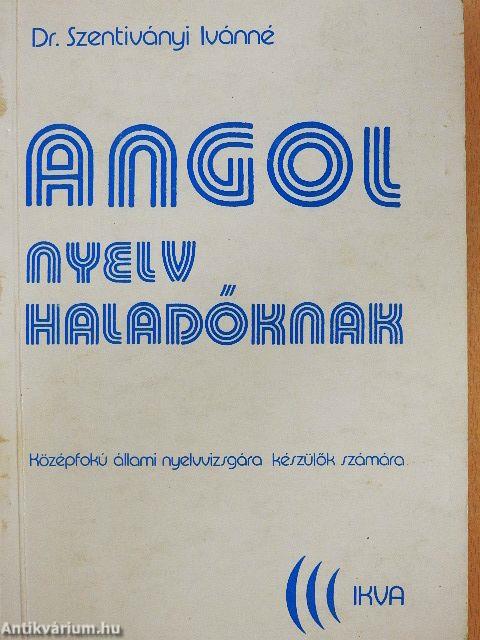 Dr. Szentiványi Ivánné
ANGOL
NYELV
HALADÓKNAK
Középfokú állami nyelvvizsgára készülők számára
IKVA
Antikvárium.hu